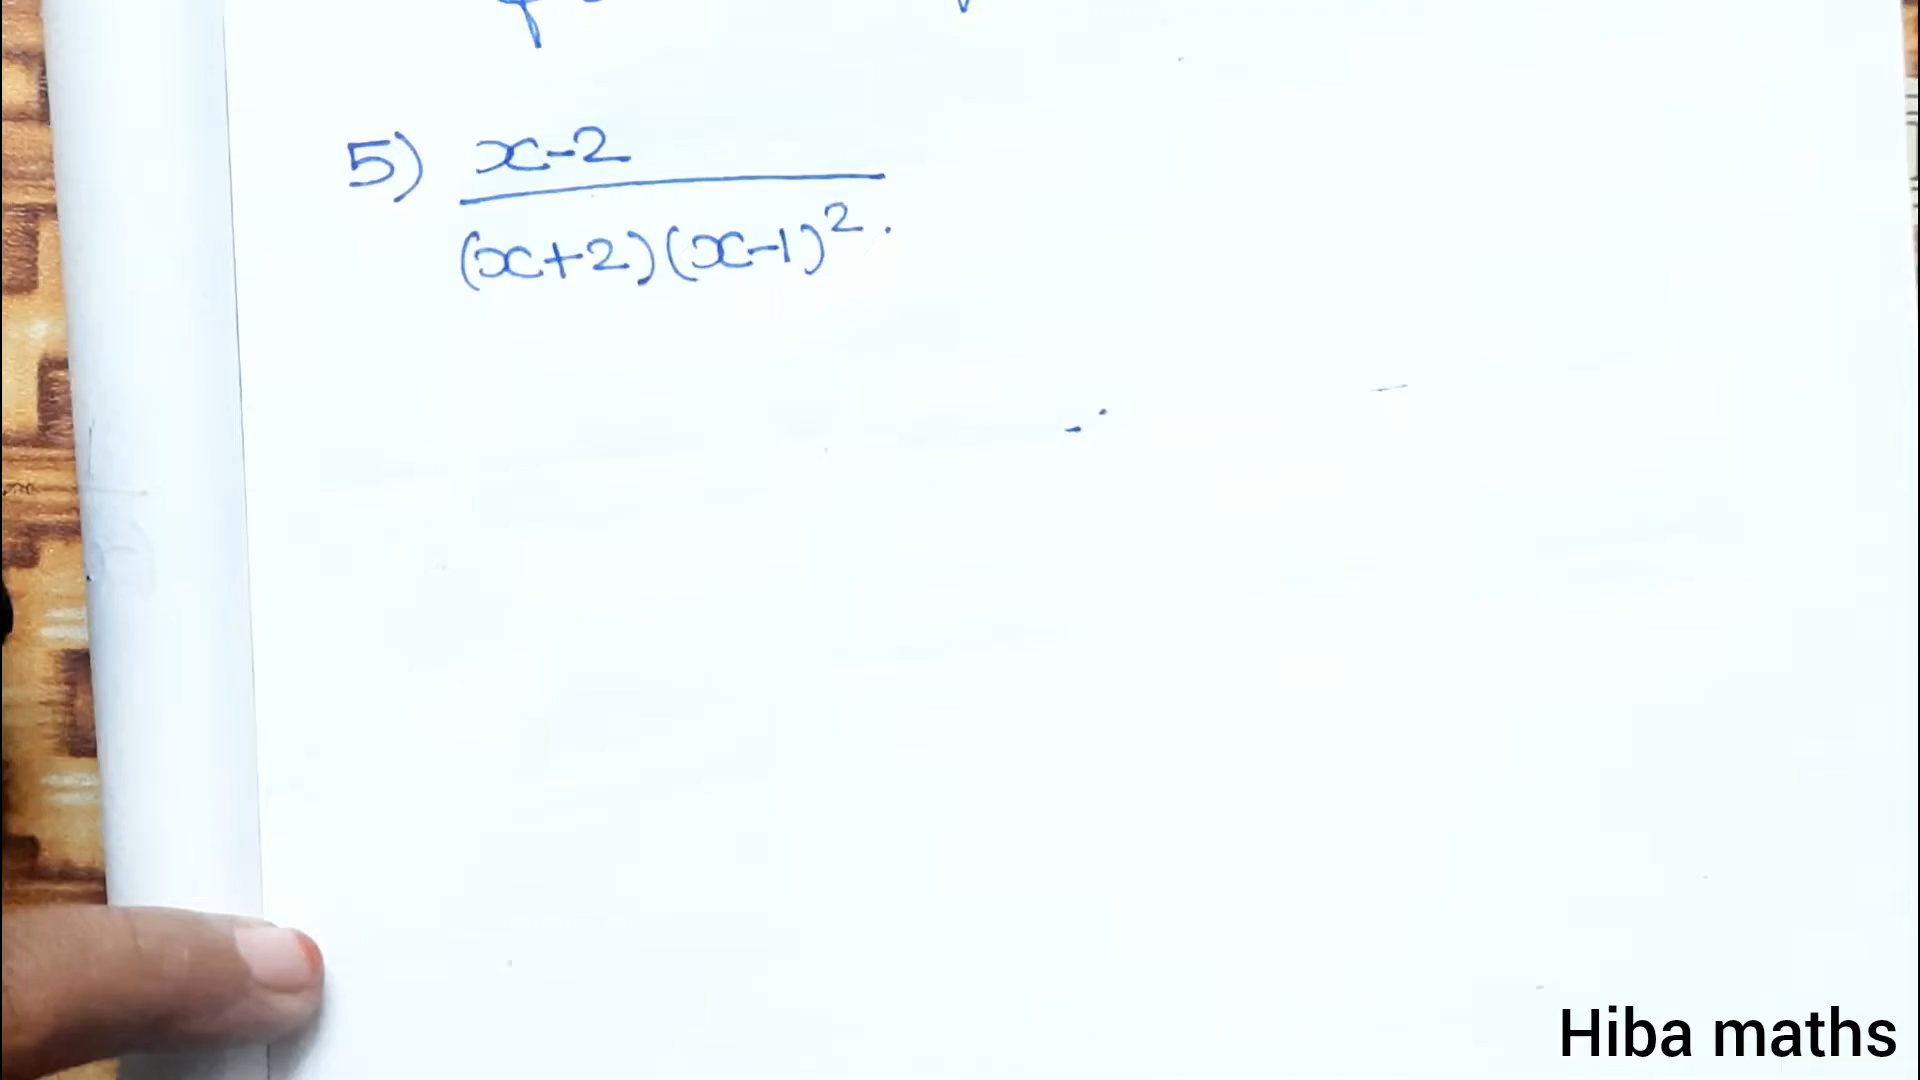 5) x-2
(x+2)(x-1)².
Hiba maths